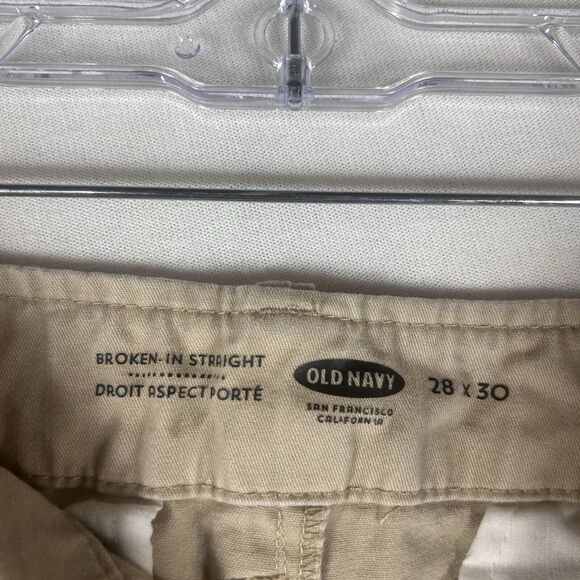 BROKEN-IN STRAIGHT
DROIT ASPECT PORTÉ
OLD NAVY
SAN FRANCISCO
CALIFORNIA
28 x 30